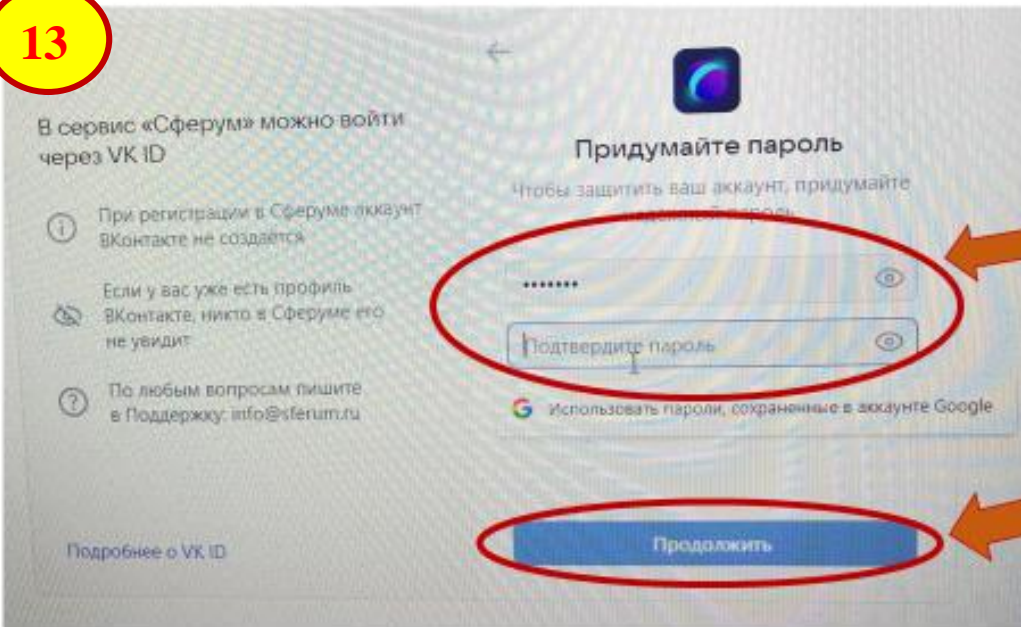 13
В сервис «Сферум» можно войти
через VK ID
При регистрации в Сферуме аккаунт
ВКонтакте не создаётся
Если у вас уже есть профиль
ВКонтакте, никто в Сферуме его
не увидит
По любым вопросам пишите
в Поддержку: info@sferum.ru
Подробнее о VK ID
Придумайте пароль
Чтобы защитить ваш аккаунт, придумайте
пароль
•••••••
Подтвердите пароль
Использовать пароли, сохраненные в аккаунте Google
Продолжить